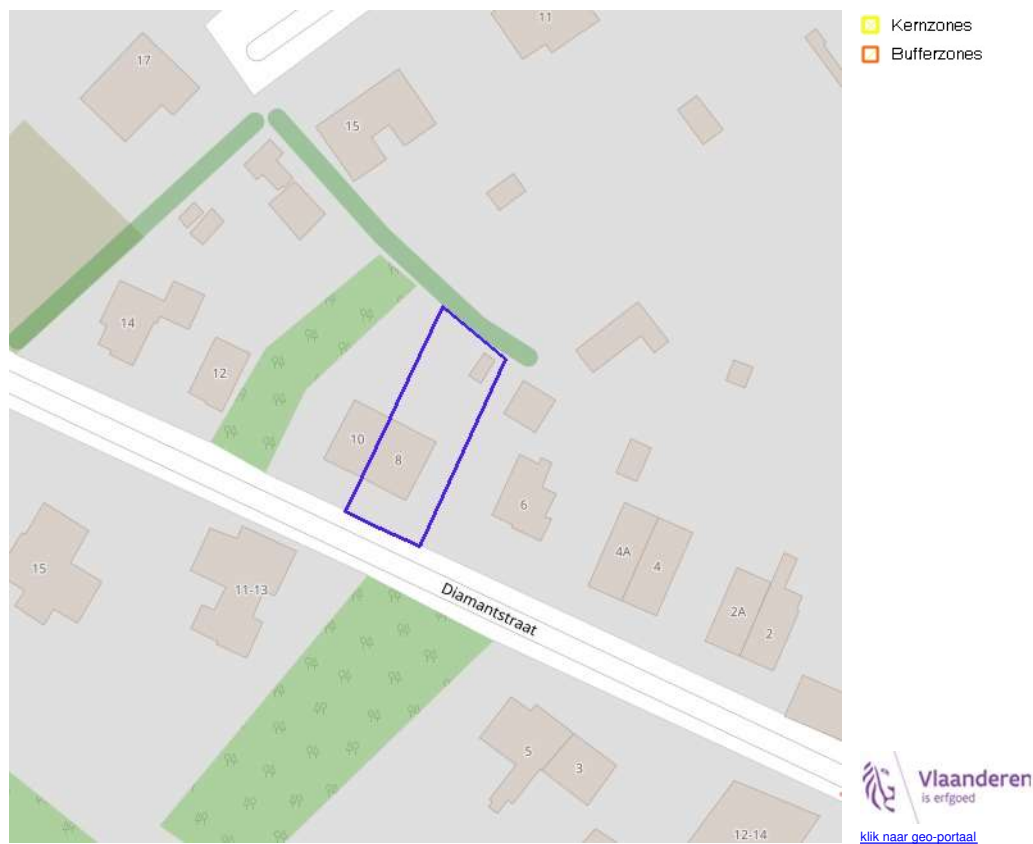 Kernzones
Bufferzones
11
17
15
14
12
10
8
6
4A
4
2A
2
15
11-13
Diamantstraat
5
3
12-14
Vlaanderen
is erfgoed
klik naar geo-portaal